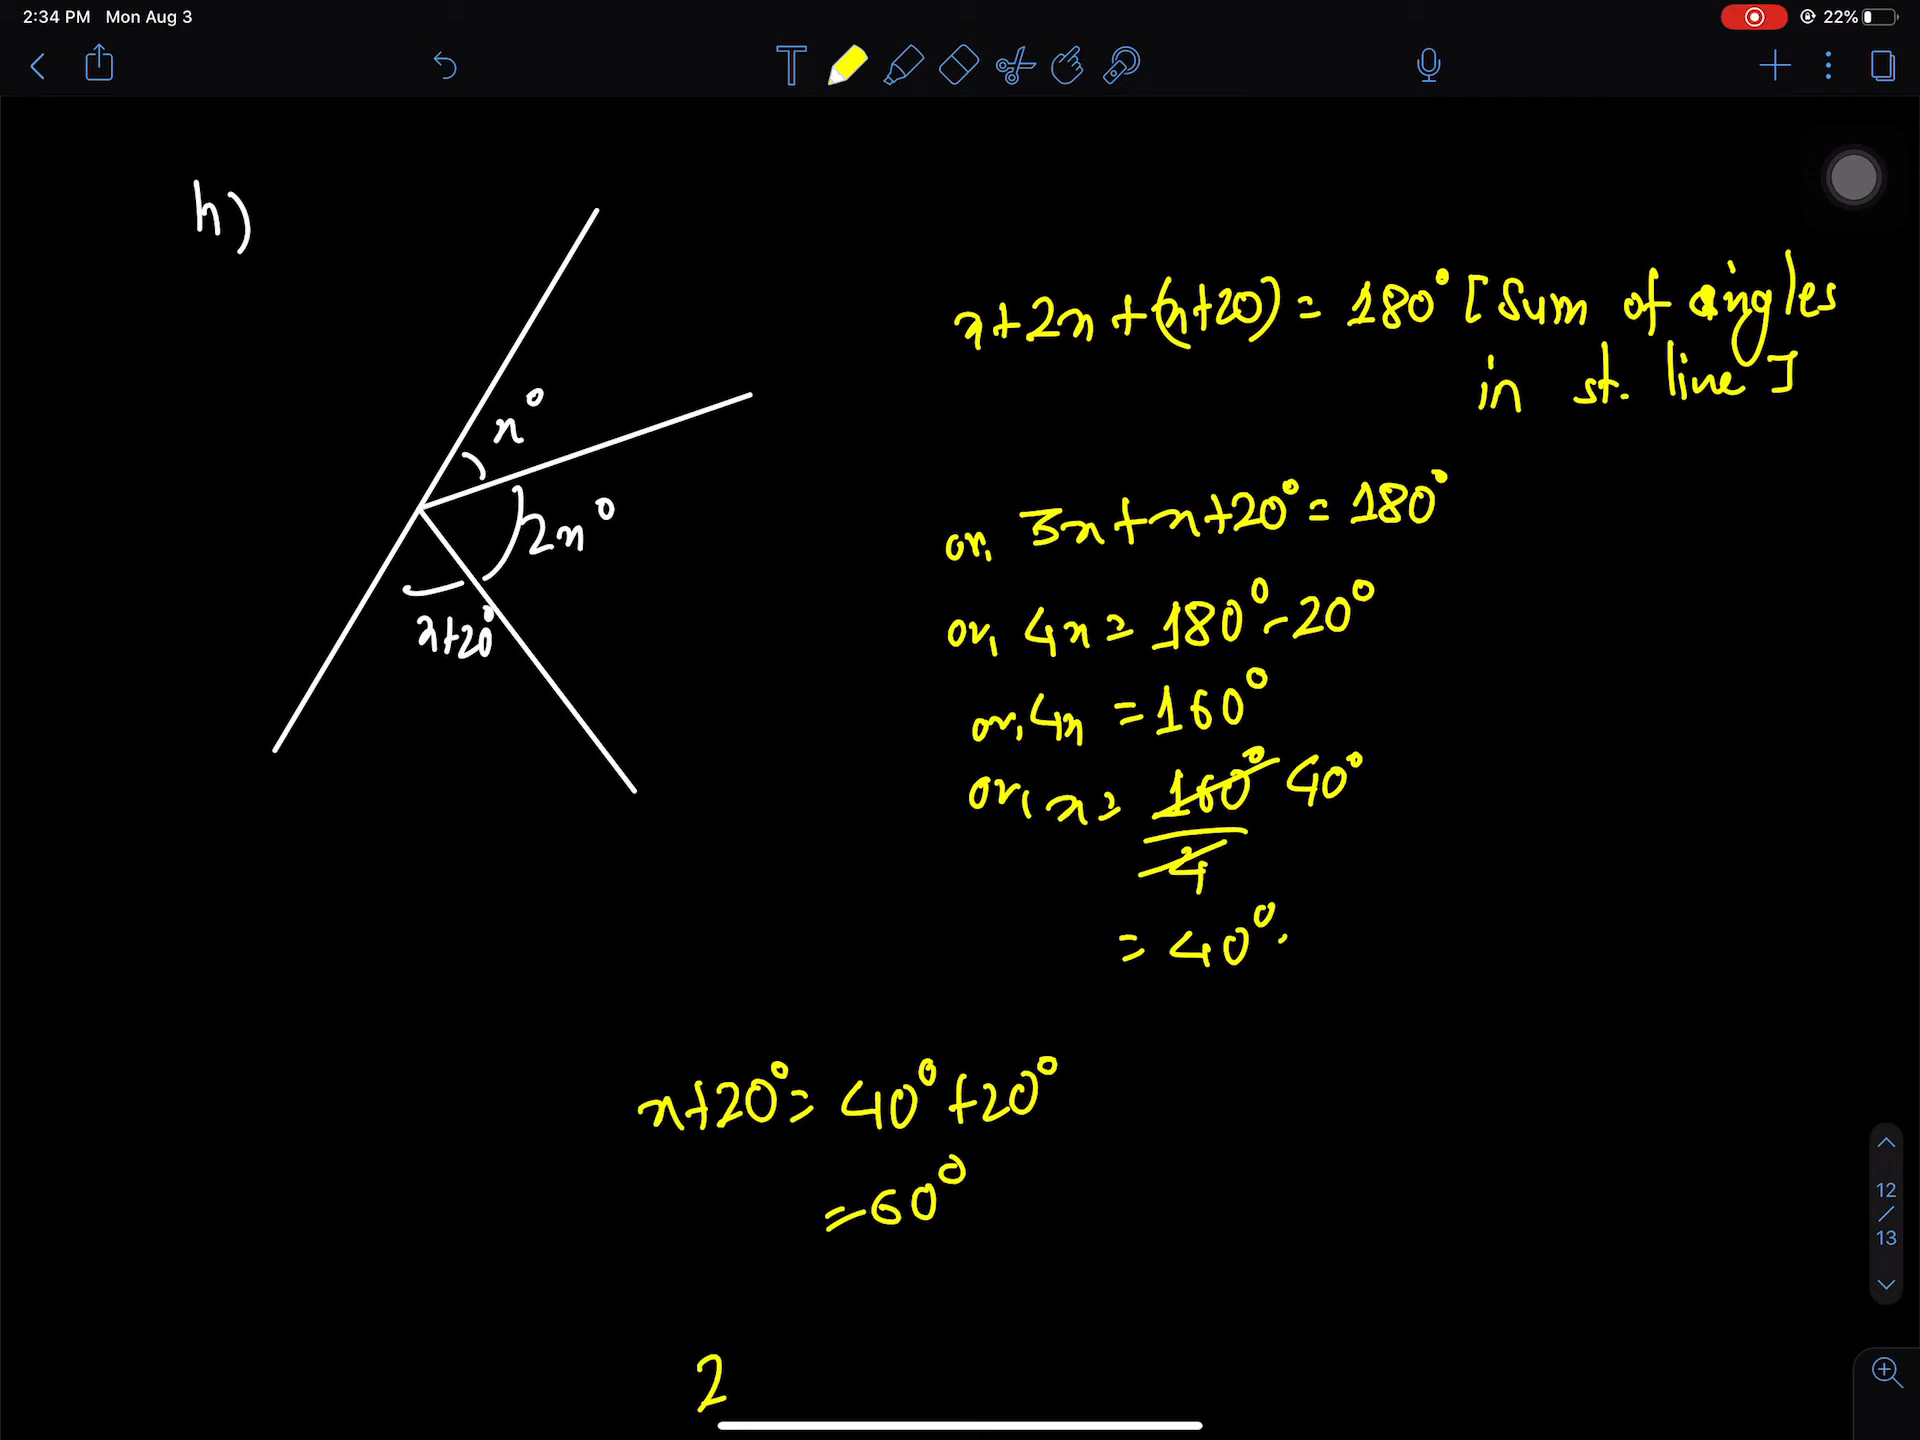 2:34 PM Mon Aug 3
22%
T
h)
x°
2x°
x+20°
x+2x+(x+20) = 180° [Sum of angles
in st. line]
or, 3x+x+20° = 180°
or, 4x = 180° - 20°
or, 4x = 160°
or, x = 160° 40°
4
= 40°.
x+20° = 40° + 20°
= 60°
2
12
/
13